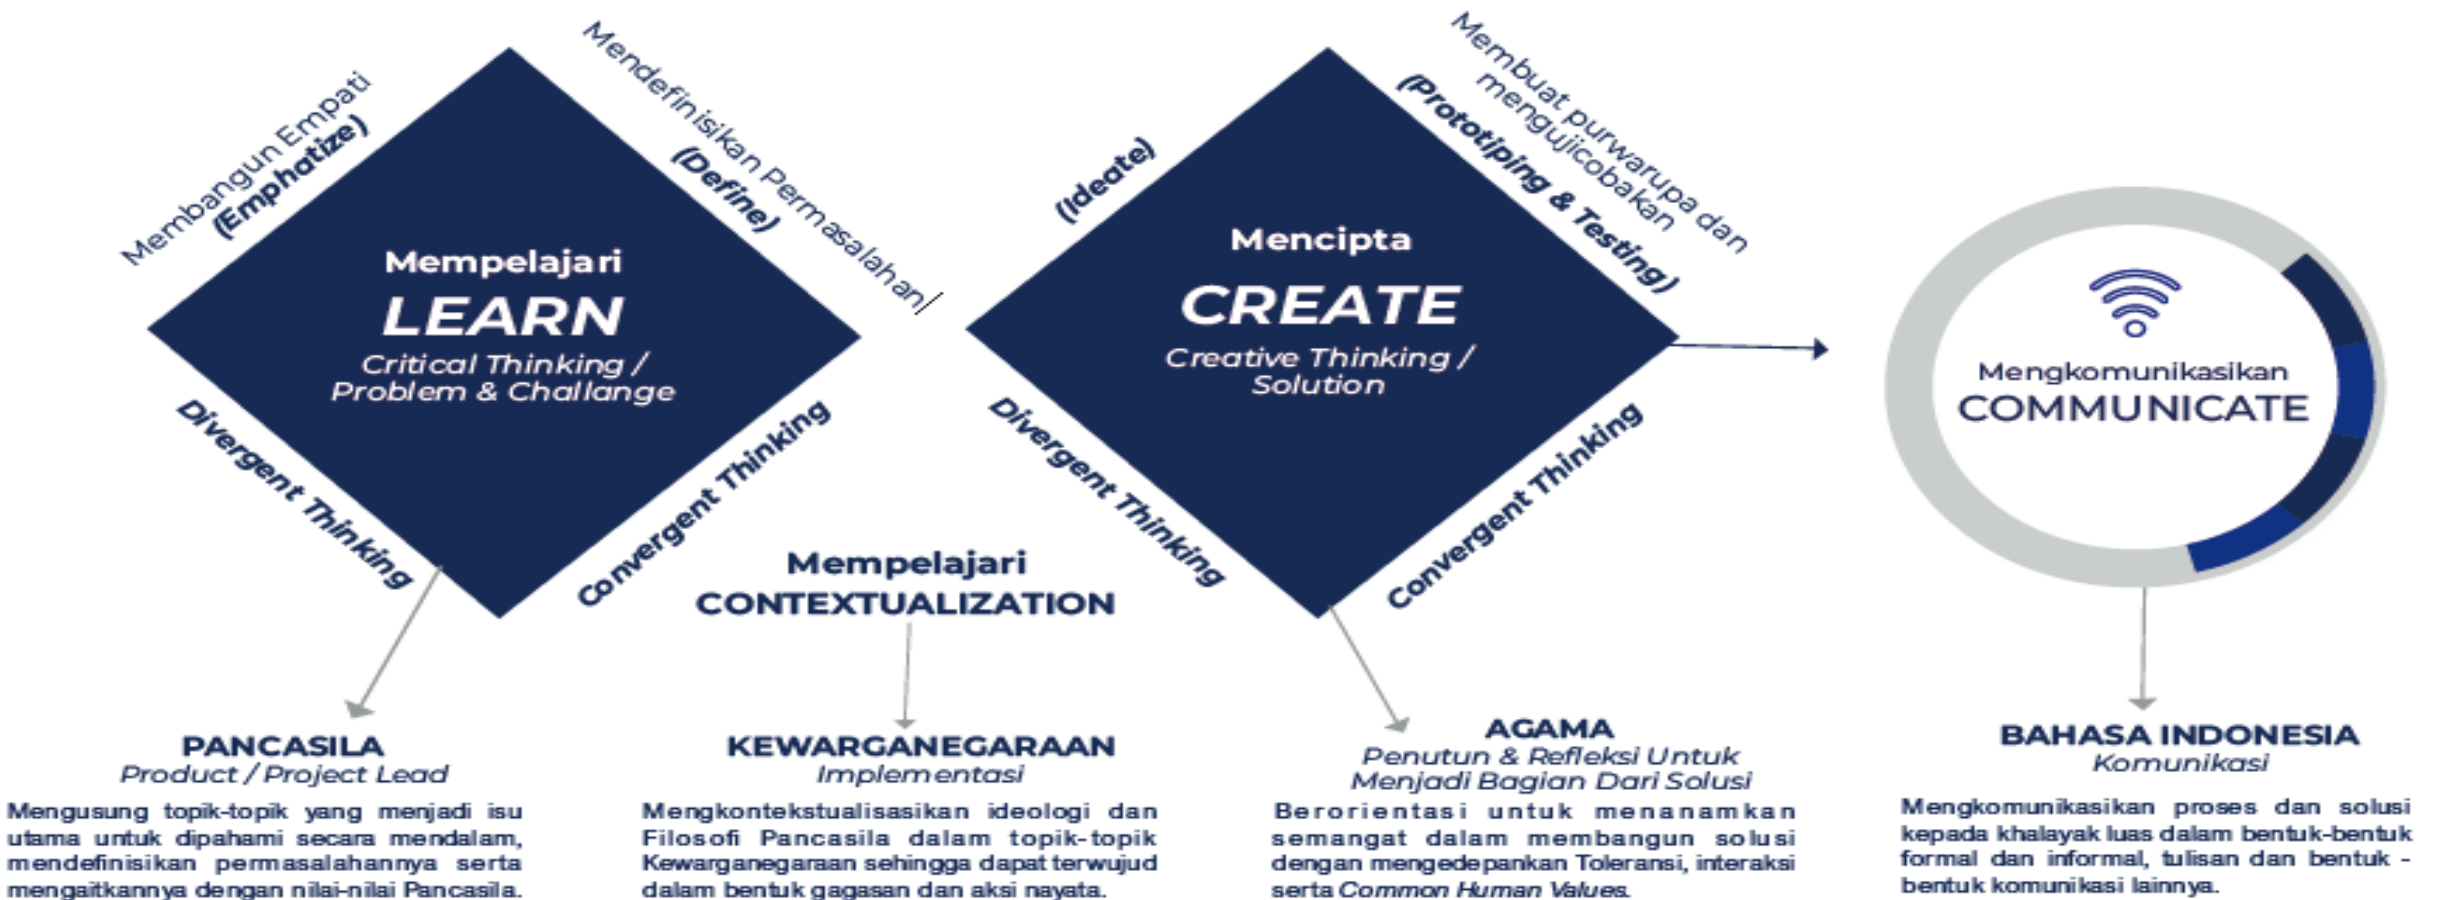 Membangun Empati
(Emphatize)
Mendefinisikan Permasalahan/
(Define)
Mempelajari
LEARN
Critical Thinking /
Problem & Challange
Divergent Thinking
Convergent Thinking
(Ideate)
Membuat purwarupa dan
mengujicobakan
(Prototiping & Testing)
Mencipta
CREATE
Creative Thinking /
Solution
Divergent Thinking
Convergent Thinking
Mengkomunikasikan
COMMUNICATE
Mempelajari
CONTEXTUALIZATION
PANCASILA
Product / Project Lead
Mengusung topik-topik yang menjadi isu
utama untuk dipahami secara mendalam,
mendefinisikan permasalahannya serta
mengaitkannya dengan nilai-nilai Pancasila.
KEWARGANEGARAAN
Implementasi
Mengkontekstualisasikan ideologi dan
Filosofi Pancasila dalam topik-topik
Kewarganegaraan sehingga dapat terwujud
dalam bentuk gagasan dan aksi nayata.
AGAMA
Penutun & Refleksi Untuk
Menjadi Bagian Dari Solusi
Berorientasi untuk menanamkan
semangat dalam membangun solusi
dengan mengedepankan Toleransi, interaksi
serta Common Human Values.
BAHASA INDONESIA
Komunikasi
Mengkomunikasikan proses dan solusi
kepada khalayak luas dalam bentuk-bentuk
formal dan informal, tulisan dan bentuk -
bentuk komunikasi lainnya.